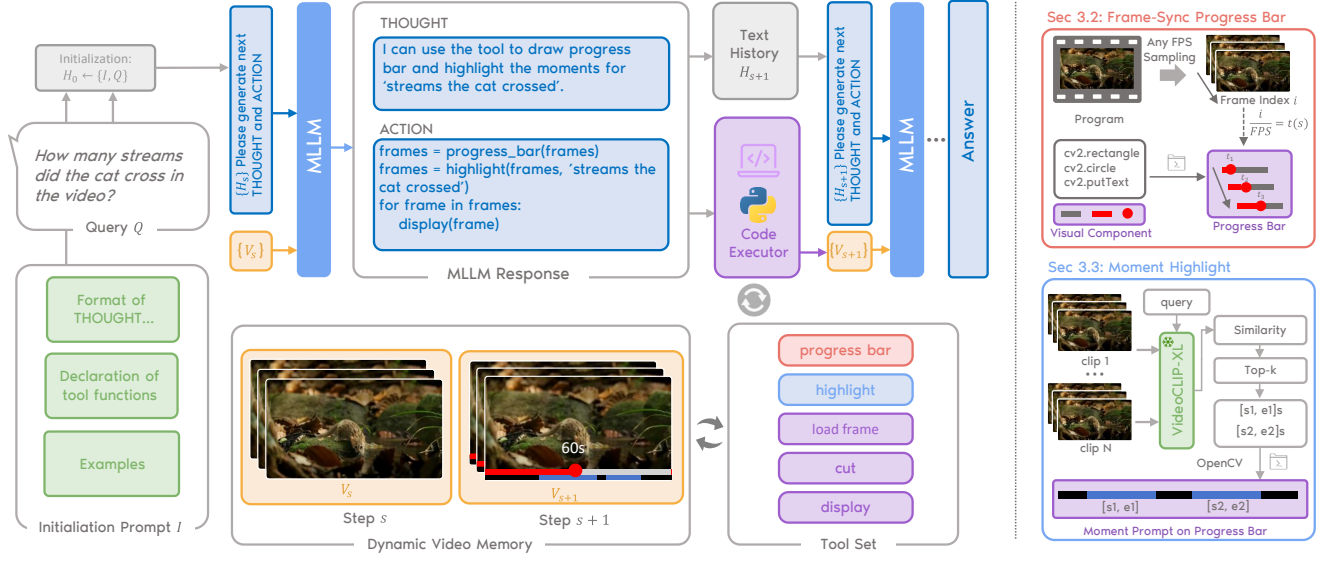 Initialization:
H₀ ← {I, Q}
How many streams
did the cat cross in
the video?
Query Q
Format of
THOUGHT...
Declaration of
tool functions
Examples
Initialiation Prompt I
{Hₛ} Please generate next
THOUGHT and ACTION
{Vₛ}
MLLM
THOUGHT
I can use the tool to draw progress
bar and highlight the moments for
‘streams the cat crossed’.
ACTION
frames = progress_bar(frames)
frames = highlight(frames, ‘streams the
cat crossed’)
for frame in frames:
display(frame)
MLLM Response
Text
History
Hₛ₊₁
Code
Executor
{Hₛ₊₁} Please generate next
THOUGHT and ACTION
{Vₛ₊₁}
MLLM
...
Answer
Vₛ
Step s
60s
Vₛ₊₁
Step s + 1
Dynamic Video Memory
progress bar
highlight
load frame
cut
display
Tool Set
Sec 3.2: Frame-Sync Progress Bar
Program
Any FPS
Sampling
Frame Index i
i/FPS = t(s)
cv2.rectangle
cv2.circle
cv2.putText
Visual Component
t₁
t₂
t₃
Progress Bar
Sec 3.3: Moment Highlight
clip 1
...
clip N
query
VideoCLIP-XL
Similarity
Top-k
[s1, e1]s
[s2, e2]s
OpenCV
[s1, e1]
[s2, e2]
Moment Prompt on Progress Bar